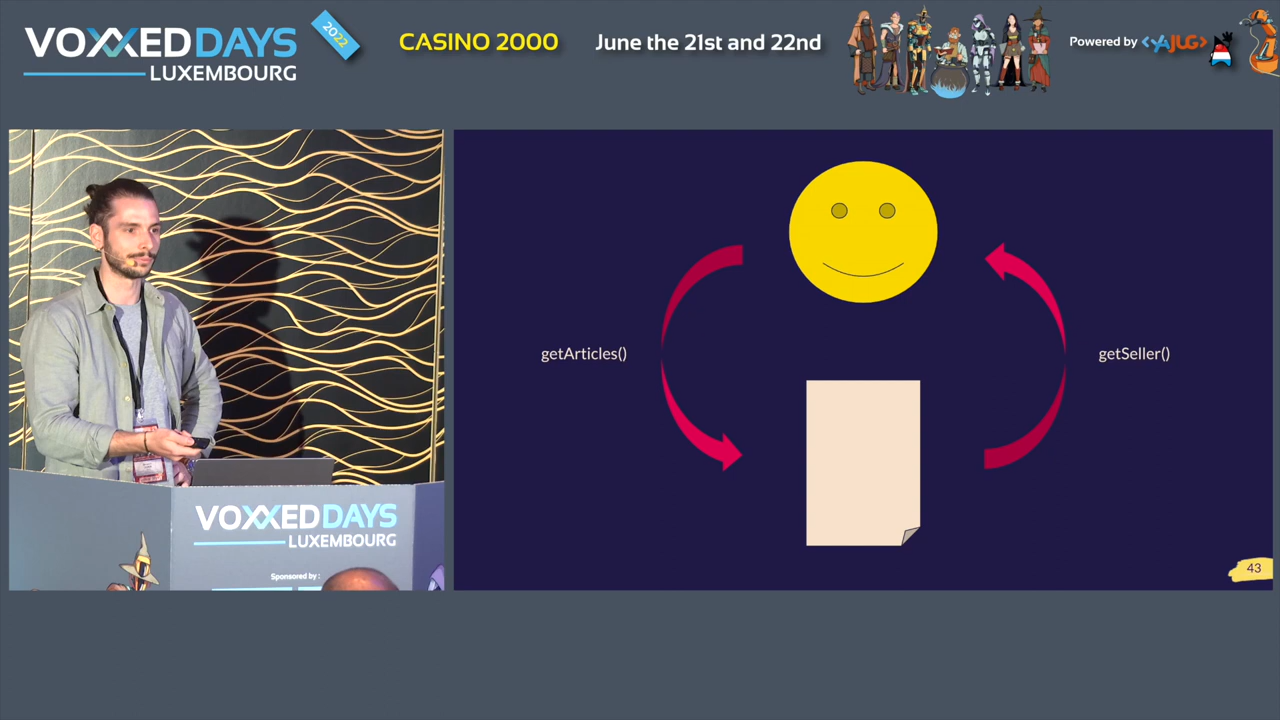 VOXXEDDAYS
LUXEMBOURG
2022
CASINO 2000
June the 21st and 22nd
Powered by <YAJUG>
getArticles()
getSeller()
43
VOXXEDDAYS
LUXEMBOURG
Sponsored by :